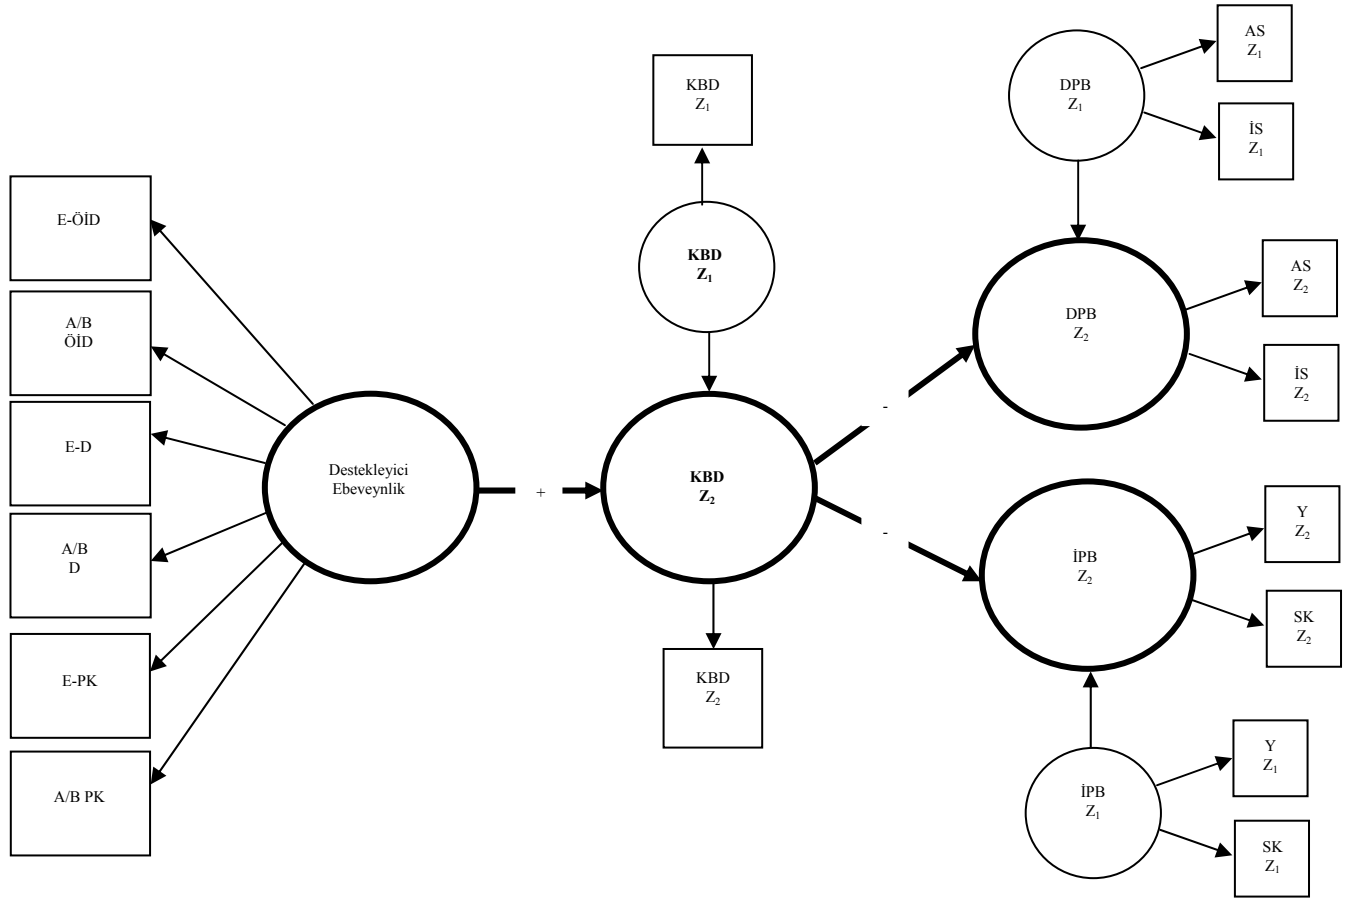 E-ÖİD
A/B
ÖİD
E-D
A/B
D
E-PK
A/B PK
Destekleyici
Ebeveynlik
+
KBD
Z₁
KBD
Z₁
KBD
Z₂
KBD
Z₂
-
-
DPB
Z₁
AS
Z₁
İS
Z₁
DPB
Z₂
AS
Z₂
İS
Z₂
İPB
Z₂
Y
Z₂
SK
Z₂
İPB
Z₁
Y
Z₁
SK
Z₁